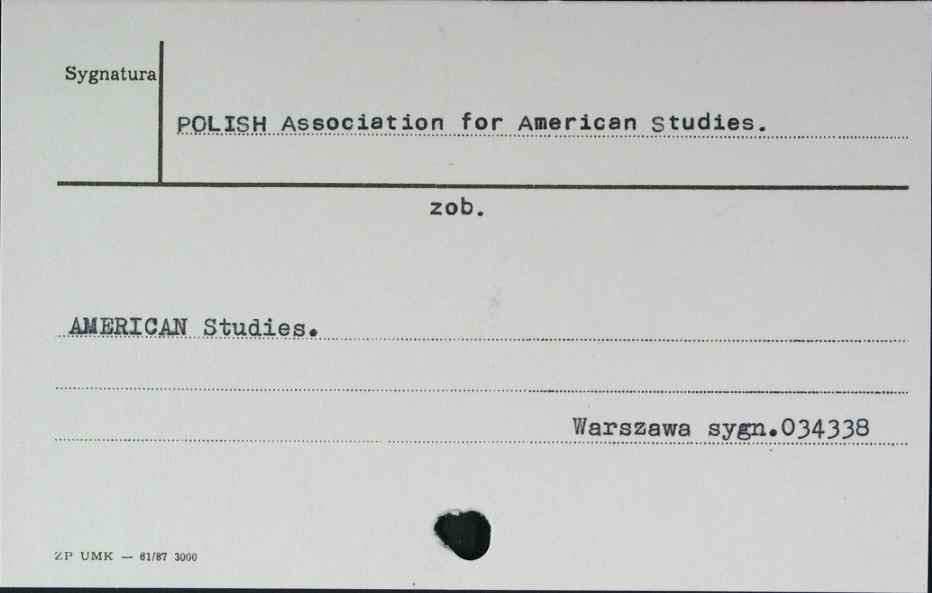 Sygnatura
POLISH Association for American Studies.
zob.
AMERICAN Studies.
Warszawa sygn.034338
ZP UMK — 61/87 3000